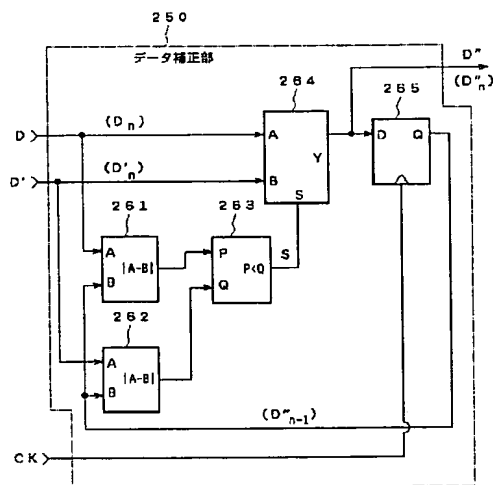 250
データ補正部
D"
(D"n)
264
265
D
(Dn)
A
Y
D Q
D'
(D'n)
B
S
261
263
A
|A-B|
B
P
P<Q
Q
S
262
A
|A-B|
B
(D"n-1)
CK